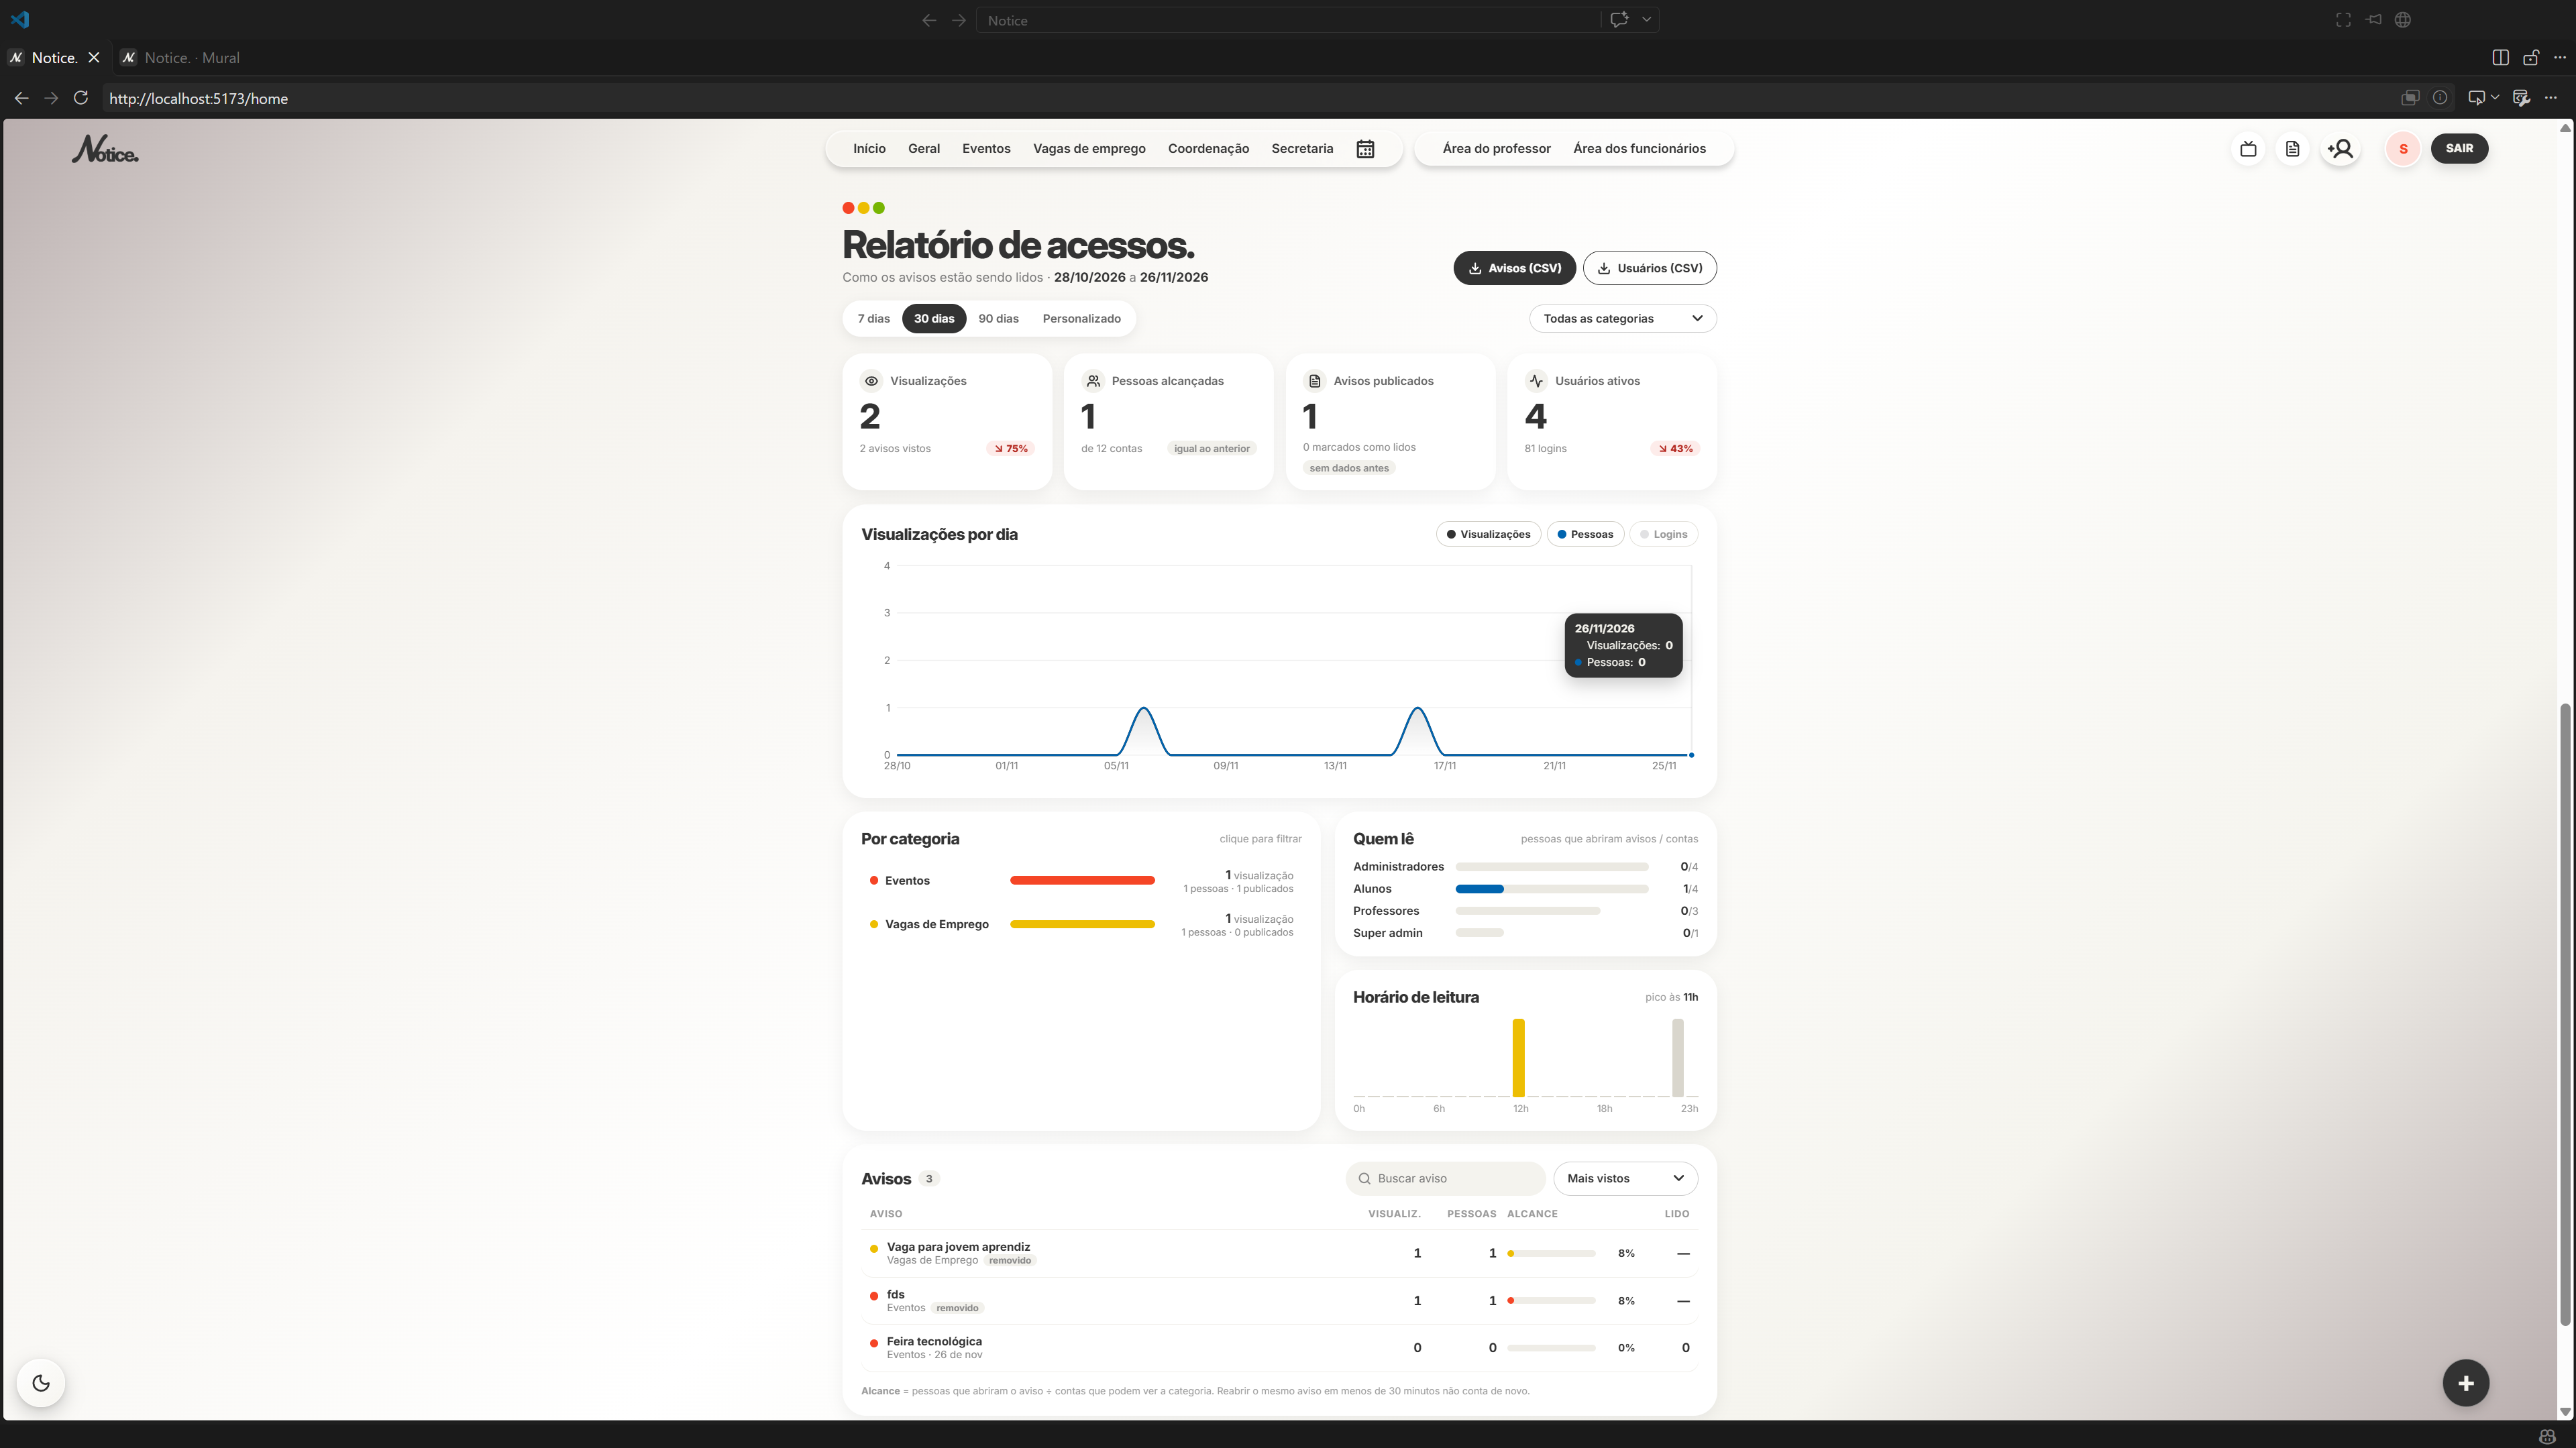 Notice
Notice.
Notice. · Mural
http://localhost:5173/home
Notice.
Início Geral Eventos Vagas de emprego Coordenação Secretaria
Área do professor Área dos funcionários
S
SAIR
Relatório de acessos.
Como os avisos estão sendo lidos · 28/10/2026 a 26/11/2026
Avisos (CSV)
Usuários (CSV)
7 dias 30 dias 90 dias Personalizado
Todas as categorias
Visualizações
2
2 avisos vistos
75%
Pessoas alcançadas
1
de 12 contas
igual ao anterior
Avisos publicados
1
0 marcados como lidos
sem dados antes
Usuários ativos
4
81 logins
43%
Visualizações por dia
Visualizações Pessoas Logins
4
3
2
1
0
26/11/2026
Visualizações: 0
Pessoas: 0
28/10 01/11 05/11 09/11 13/11 17/11 21/11 25/11
Por categoria
clique para filtrar
Eventos
1 visualização
1 pessoas · 1 publicados
Vagas de Emprego
1 visualização
1 pessoas · 0 publicados
Quem lê
pessoas que abriram avisos / contas
Administradores 0/4
Alunos 1/4
Professores 0/3
Super admin 0/1
Horário de leitura
pico às 11h
0h 6h 12h 18h 23h
Avisos 3
Buscar aviso
Mais vistos
AVISO VISUALIZ. PESSOAS ALCANCE LIDO
Vaga para jovem aprendiz
Vagas de Emprego removido
1 1 8% —
fds
Eventos removido
1 1 8% —
Feira tecnológica
Eventos · 26 de nov
0 0 0% 0
Alcance = pessoas que abriram o aviso ÷ contas que podem ver a categoria. Reabrir o mesmo aviso em menos de 30 minutos não conta de novo.